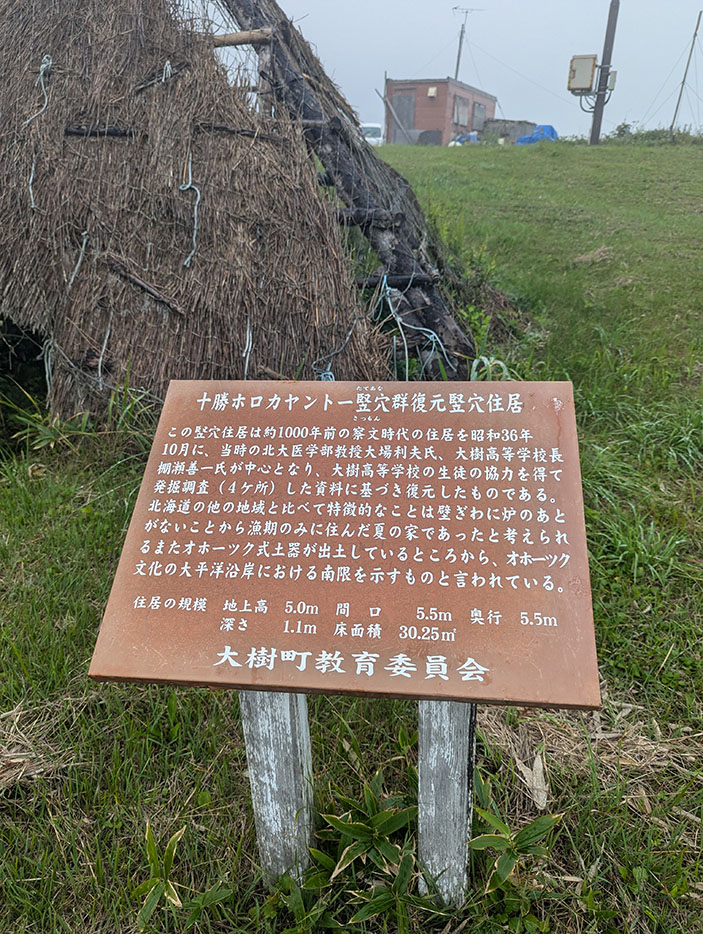 十勝ホロカヤントー竪穴群復元竪穴住居
たてあな
この竪穴住居は約1000年前の察文時代の住居を昭和36年
さつもん
10月に、当時の北大医学部教授大場利夫氏、大樹高等学校長
棚瀬善一氏が中心となり、大樹高等学校の生徒の協力を得て
発掘調査(4ケ所)した資料に基づき復元したものである。
北海道の他の地域と比べて特徴的なことは壁ぎわに炉のあと
がないことから漁期のみに住んだ夏の家であったと考えられ
るまたオホーツク式土器が出土しているところから、オホーツク
文化の大平洋沿岸における南限を示すものと言われている。
住居の規模 地上高 5.0m 間口 5.5m 奥行 5.5m
深さ 1.1m 床面積 30.25㎡
大樹町教育委員会